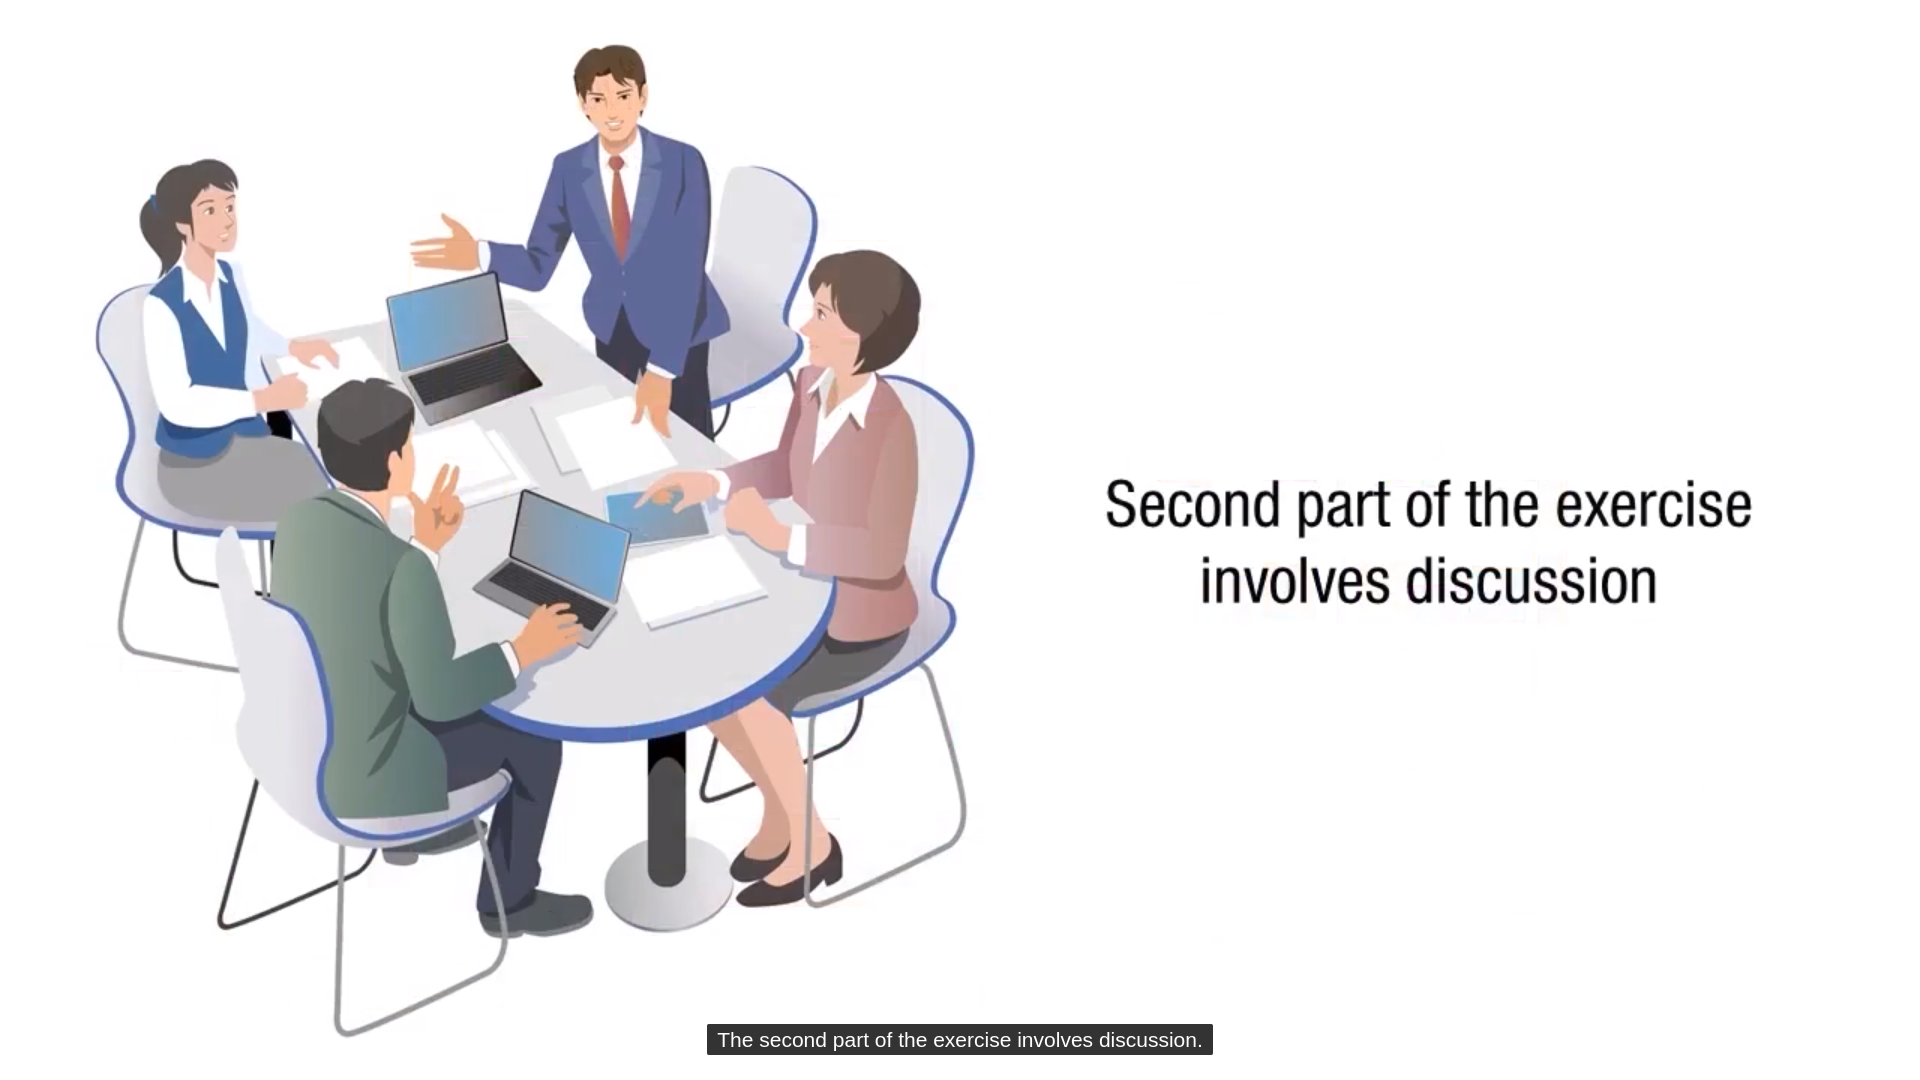 Second part of the exercise
involves discussion
The second part of the exercise involves discussion.